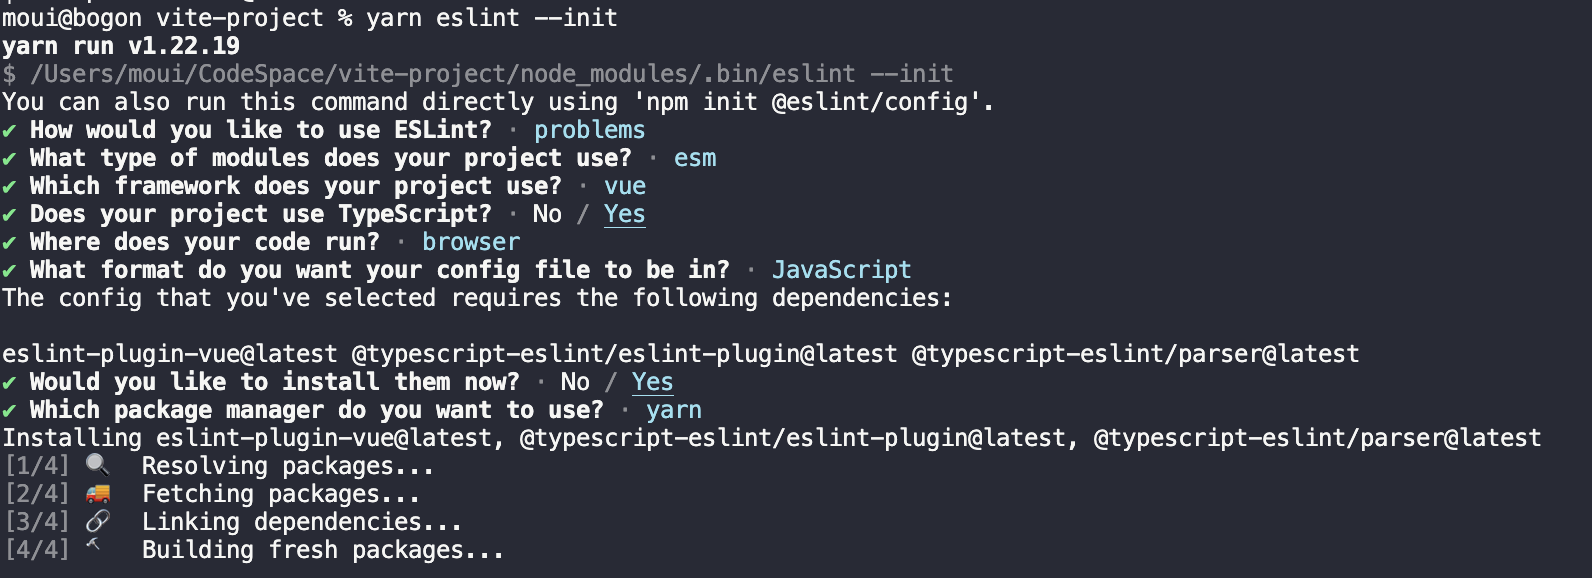 moui@bogon vite-project % yarn eslint --init
yarn run v1.22.19
$ /Users/moui/CodeSpace/vite-project/node_modules/.bin/eslint --init
You can also run this command directly using 'npm init @eslint/config'.
✔ How would you like to use ESLint? · problems
✔ What type of modules does your project use? · esm
✔ Which framework does your project use? · vue
✔ Does your project use TypeScript? · No / Yes
✔ Where does your code run? · browser
✔ What format do you want your config file to be in? · JavaScript
The config that you've selected requires the following dependencies:
eslint-plugin-vue@latest @typescript-eslint/eslint-plugin@latest @typescript-eslint/parser@latest
✔ Would you like to install them now? · No / Yes
✔ Which package manager do you want to use? · yarn
Installing eslint-plugin-vue@latest, @typescript-eslint/eslint-plugin@latest, @typescript-eslint/parser@latest
[1/4] 🔍 Resolving packages...
[2/4] 🚚 Fetching packages...
[3/4] 🔗 Linking dependencies...
[4/4] 🔨 Building fresh packages...